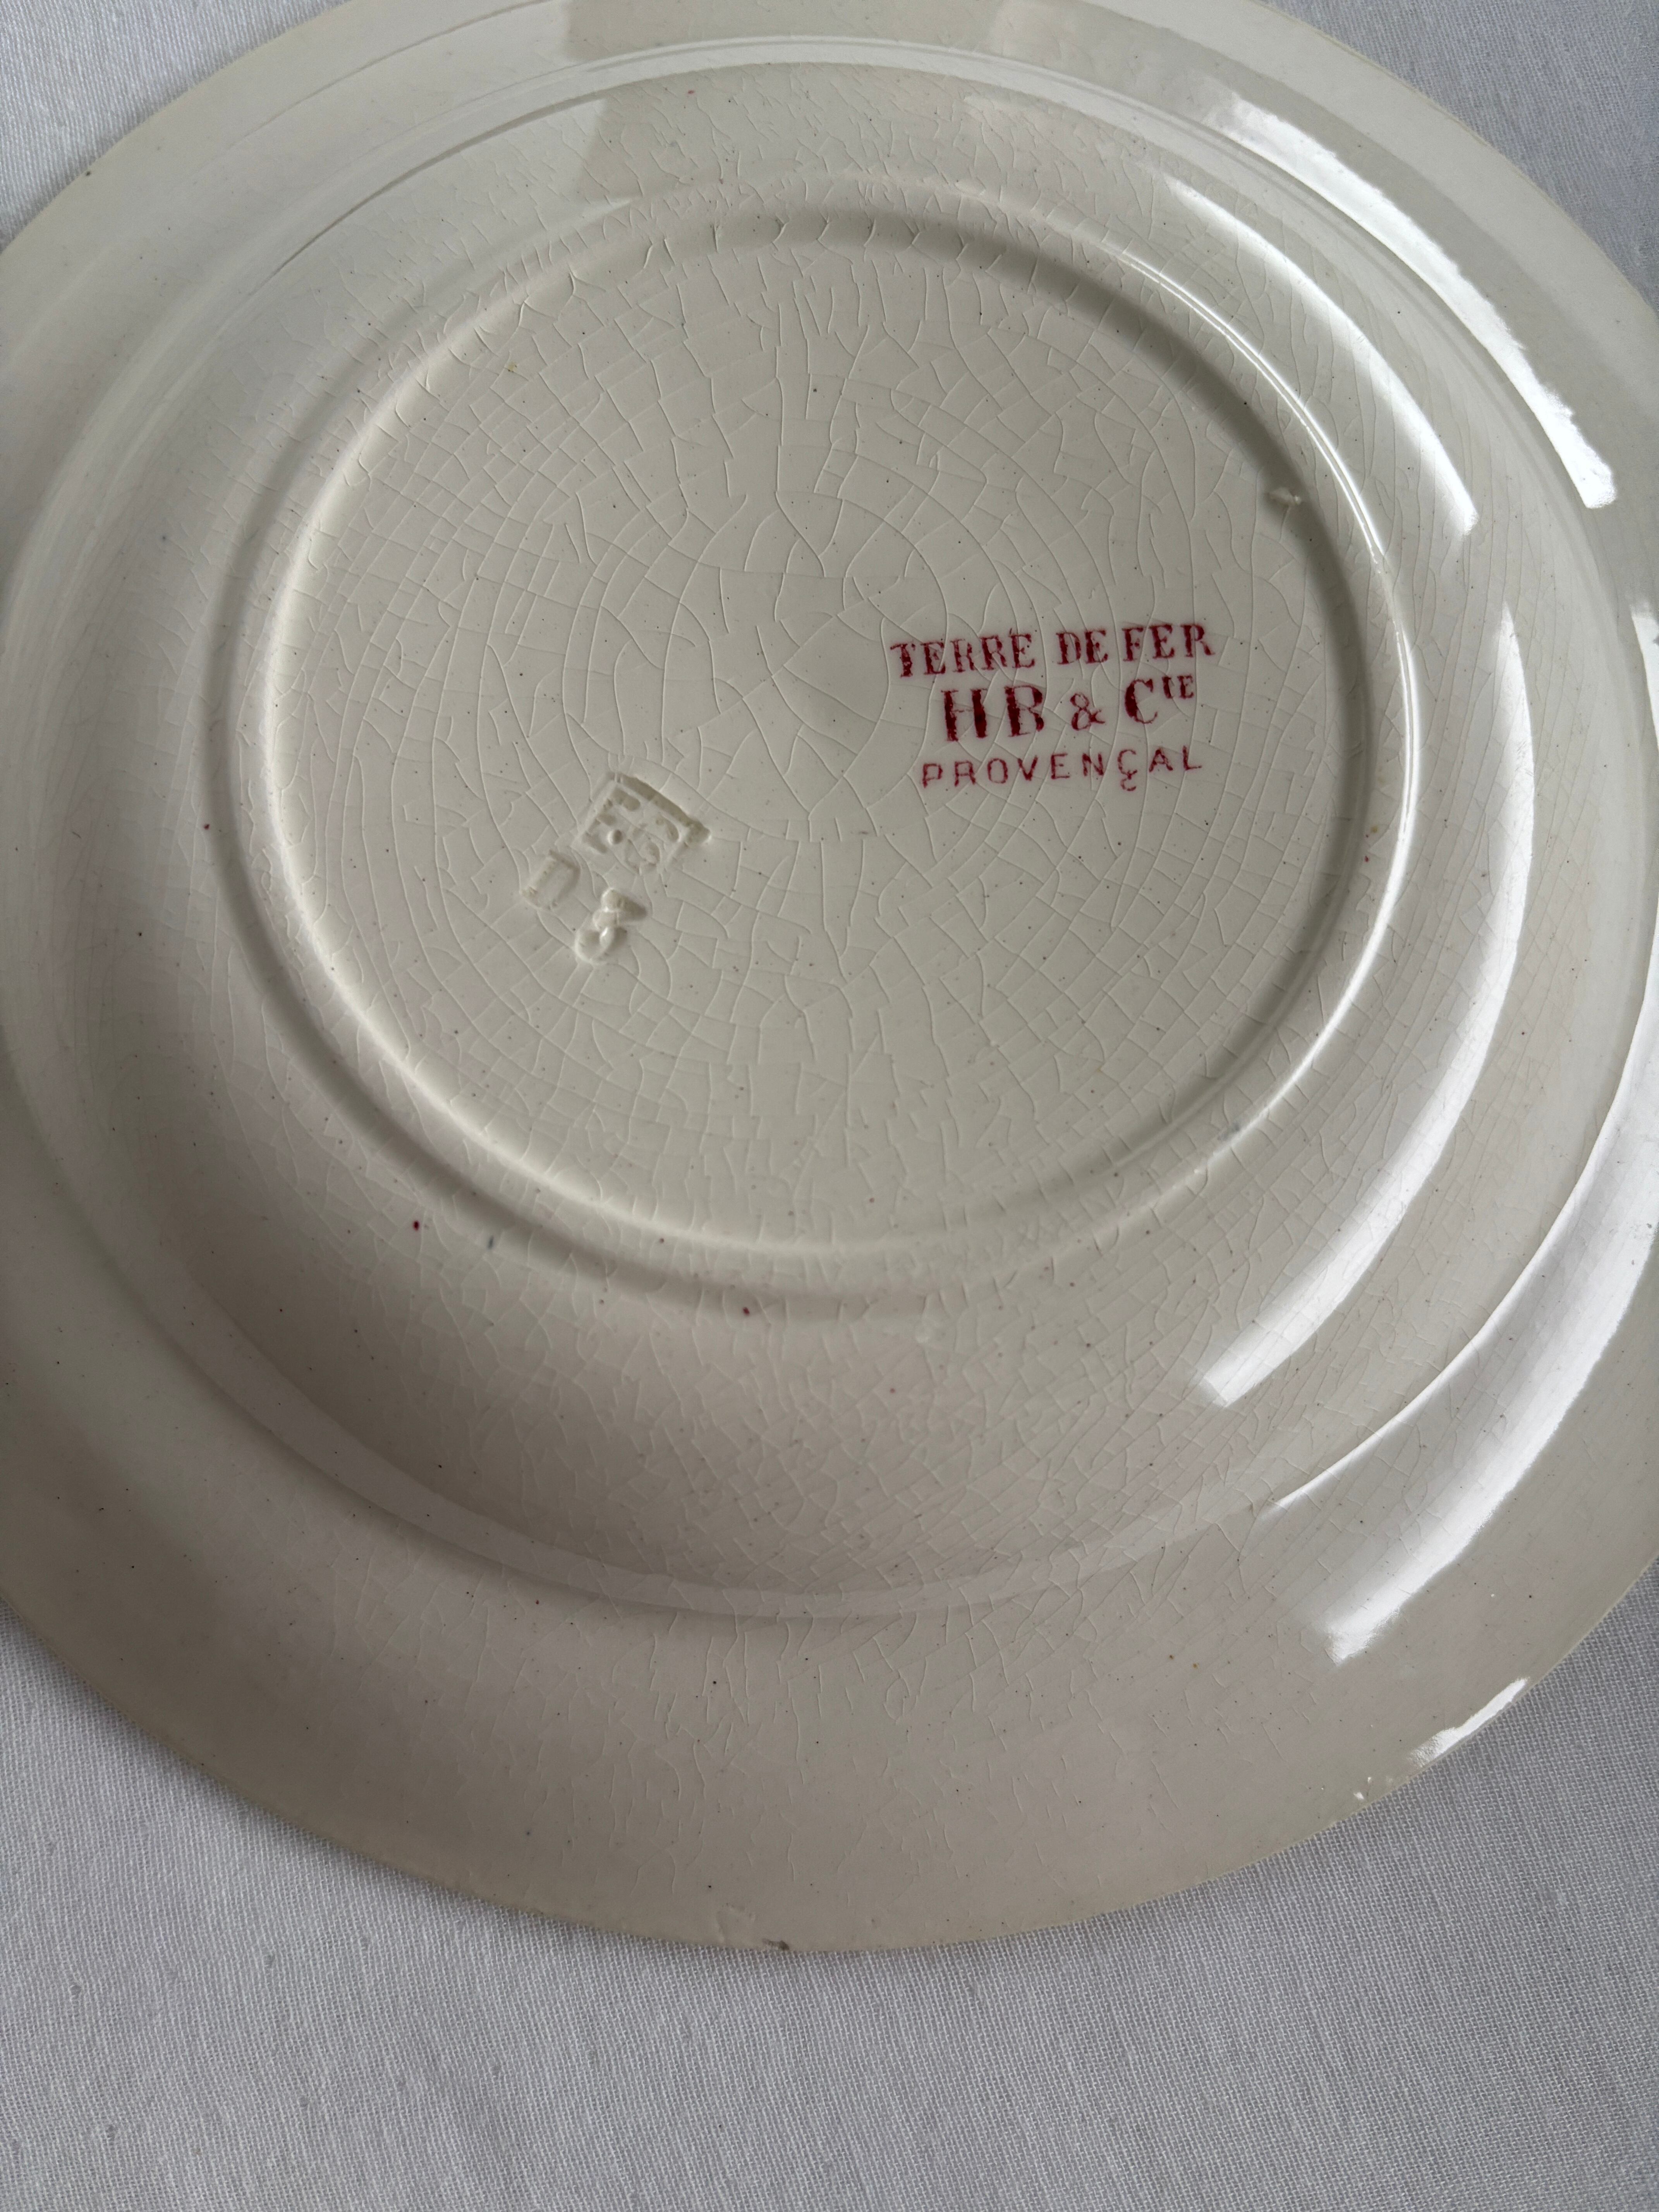 TERRE DE FER
HB & CIE
PROVENÇAL